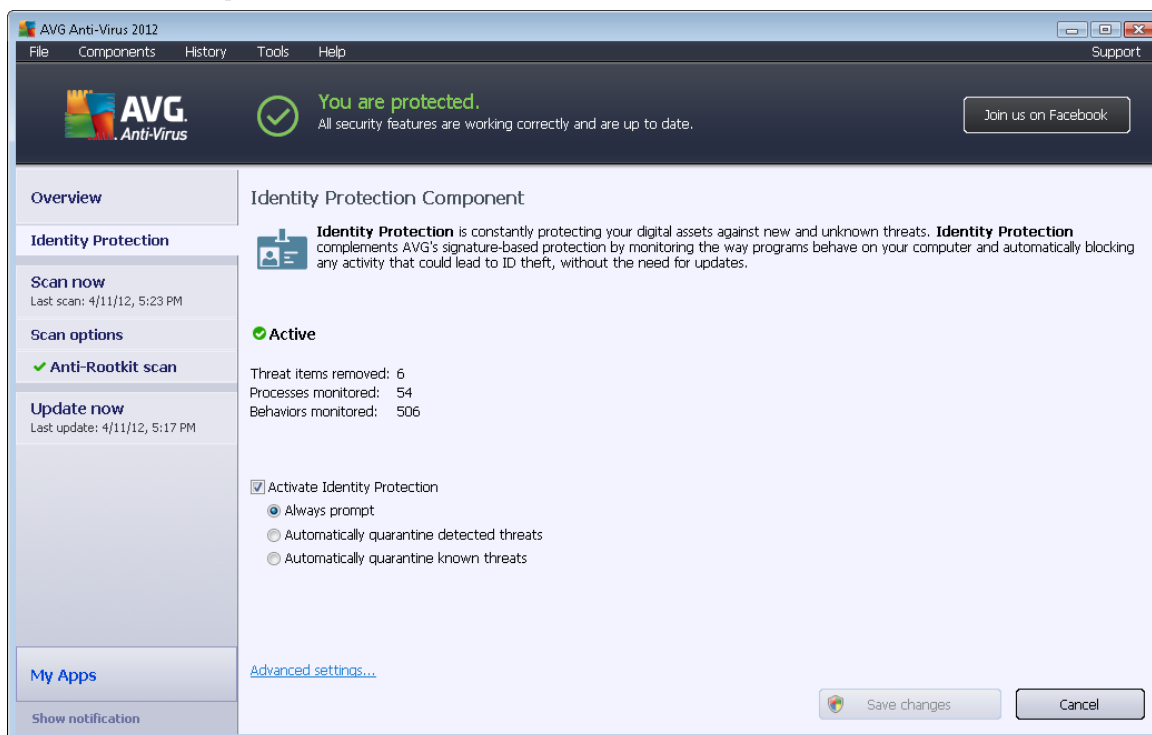 AVG Anti-Virus 2012
File Components History Tools Help Support
AVG.
Anti-Virus
You are protected.
All security features are working correctly and are up to date.
Join us on Facebook
Overview
Identity Protection
Scan now
Last scan: 4/11/12, 5:23 PM
Scan options
Anti-Rootkit scan
Update now
Last update: 4/11/12, 5:17 PM
My Apps
Show notification
Identity Protection Component
Identity Protection is constantly protecting your digital assets against new and unknown threats. Identity Protection
complements AVG's signature-based protection by monitoring the way programs behave on your computer and automatically blocking
any activity that could lead to ID theft, without the need for updates.
Active
Threat items removed: 6
Processes monitored: 54
Behaviors monitored: 506
Activate Identity Protection
Always prompt
Automatically quarantine detected threats
Automatically quarantine known threats
Advanced settings...
Save changes
Cancel